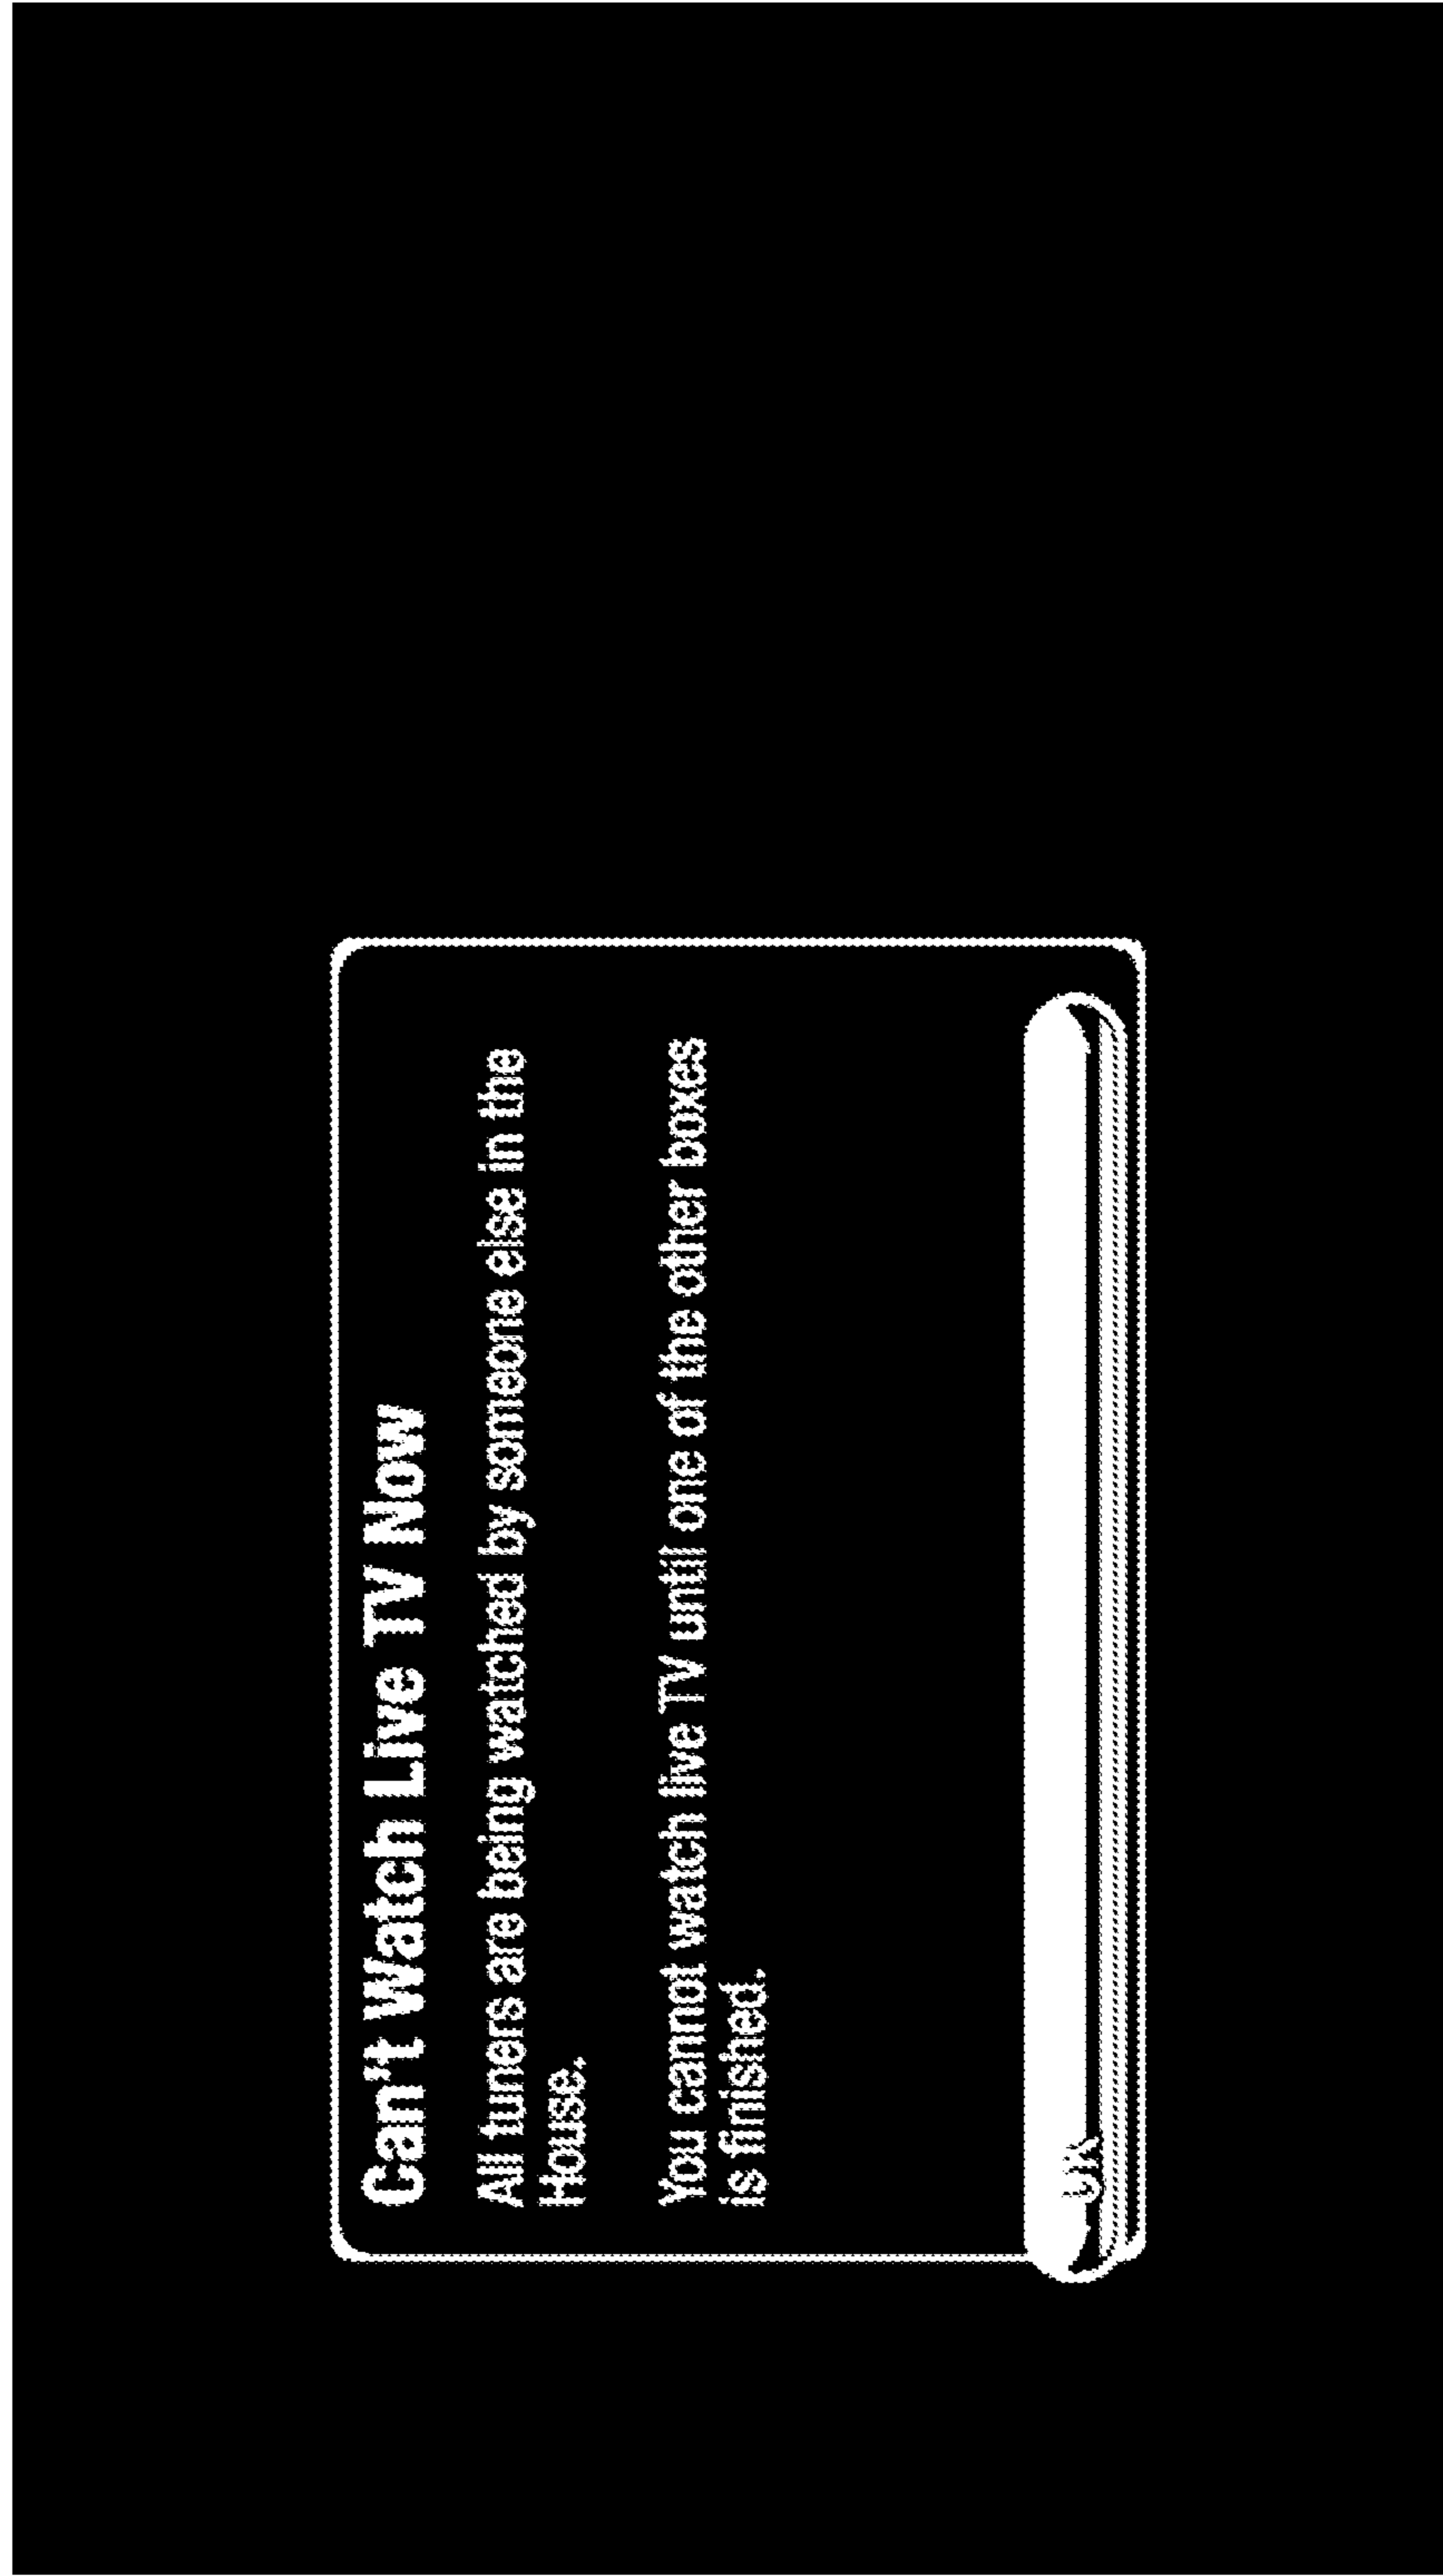 Can't Watch Live TV Now
All tuners are being watched by someone else in the
House.
You cannot watch live TV until one of the other boxes
is finished.
OK